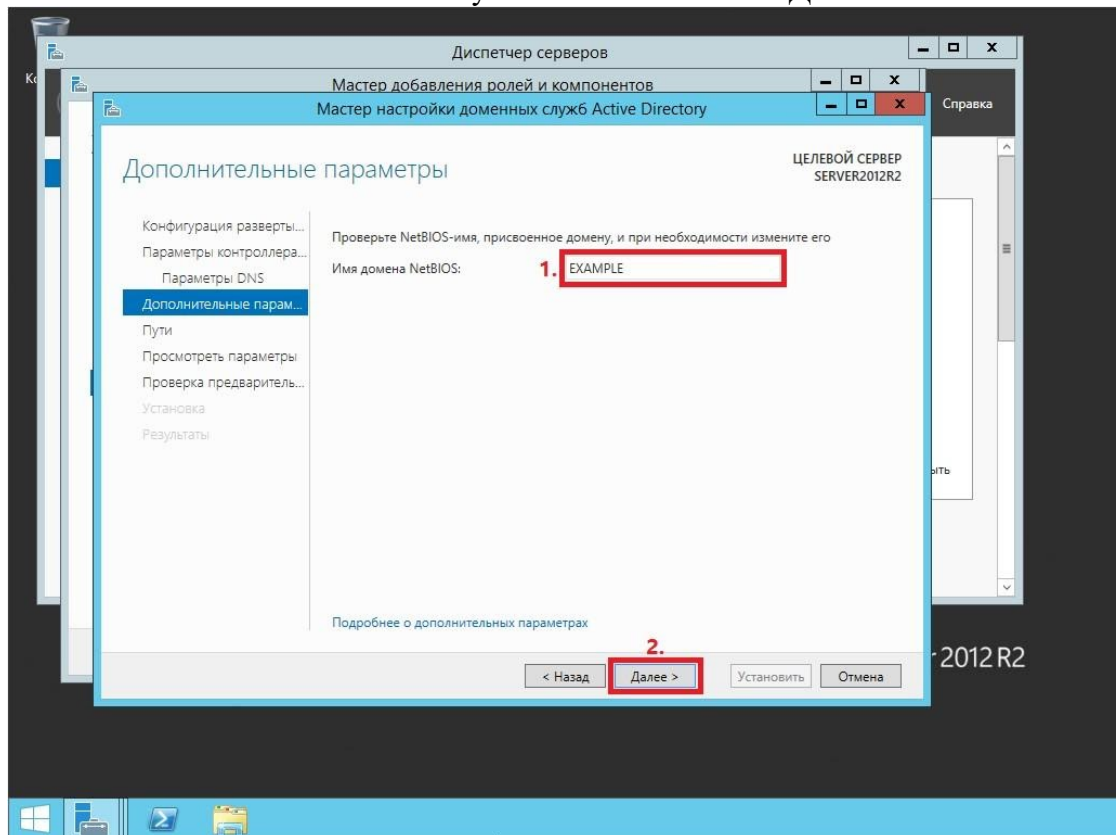 Диспетчер серверов
Мастер добавления ролей и компонентов
Мастер настройки доменных служб Active Directory
Справка
Дополнительные параметры
ЦЕЛЕВОЙ СЕРВЕР
SERVER2012R2
Конфигурация разверты...
Параметры контроллера...
Параметры DNS
Дополнительные парам...
Пути
Просмотреть параметры
Проверка предваритель...
Установка
Результаты
Проверьте NetBIOS-имя, присвоенное домену, и при необходимости измените его
Имя домена NetBIOS:
1. EXAMPLE
Подробнее о дополнительных параметрах
2.
< Назад
Далее >
Установить
Отмена
2012 R2